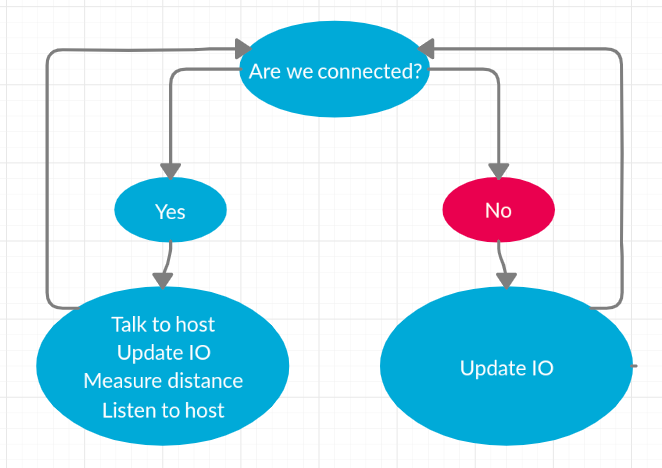 Are we connected?
Yes
No
Talk to host
Update IO
Measure distance
Listen to host
Update IO